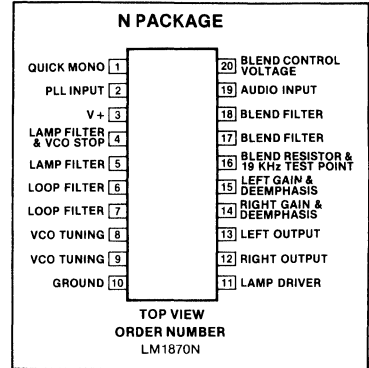 N PACKAGE
QUICK MONO 1
PLL INPUT 2
V+ 3
LAMP FILTER
& VCO STOP 4
LAMP FILTER 5
LOOP FILTER 6
LOOP FILTER 7
VCO TUNING 8
VCO TUNING 9
GROUND 10
20 BLEND CONTROL
VOLTAGE
19 AUDIO INPUT
18 BLEND FILTER
17 BLEND FILTER
16 BLEND RESISTOR &
19 KHz TEST POINT
15 LEFT GAIN &
DEEMPHASIS
14 RIGHT GAIN &
DEEMPHASIS
13 LEFT OUTPUT
12 RIGHT OUTPUT
11 LAMP DRIVER
TOP VIEW
ORDER NUMBER
LM1870N